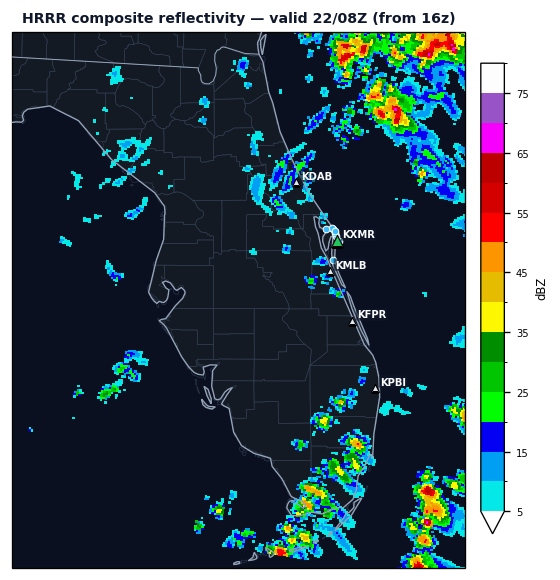 HRRR composite reflectivity — valid 22/08Z (from 16z)
KDAB
KXMR
KMLB
KFPR
KPBI
75
65
55
45
35
25
15
5
dBZ